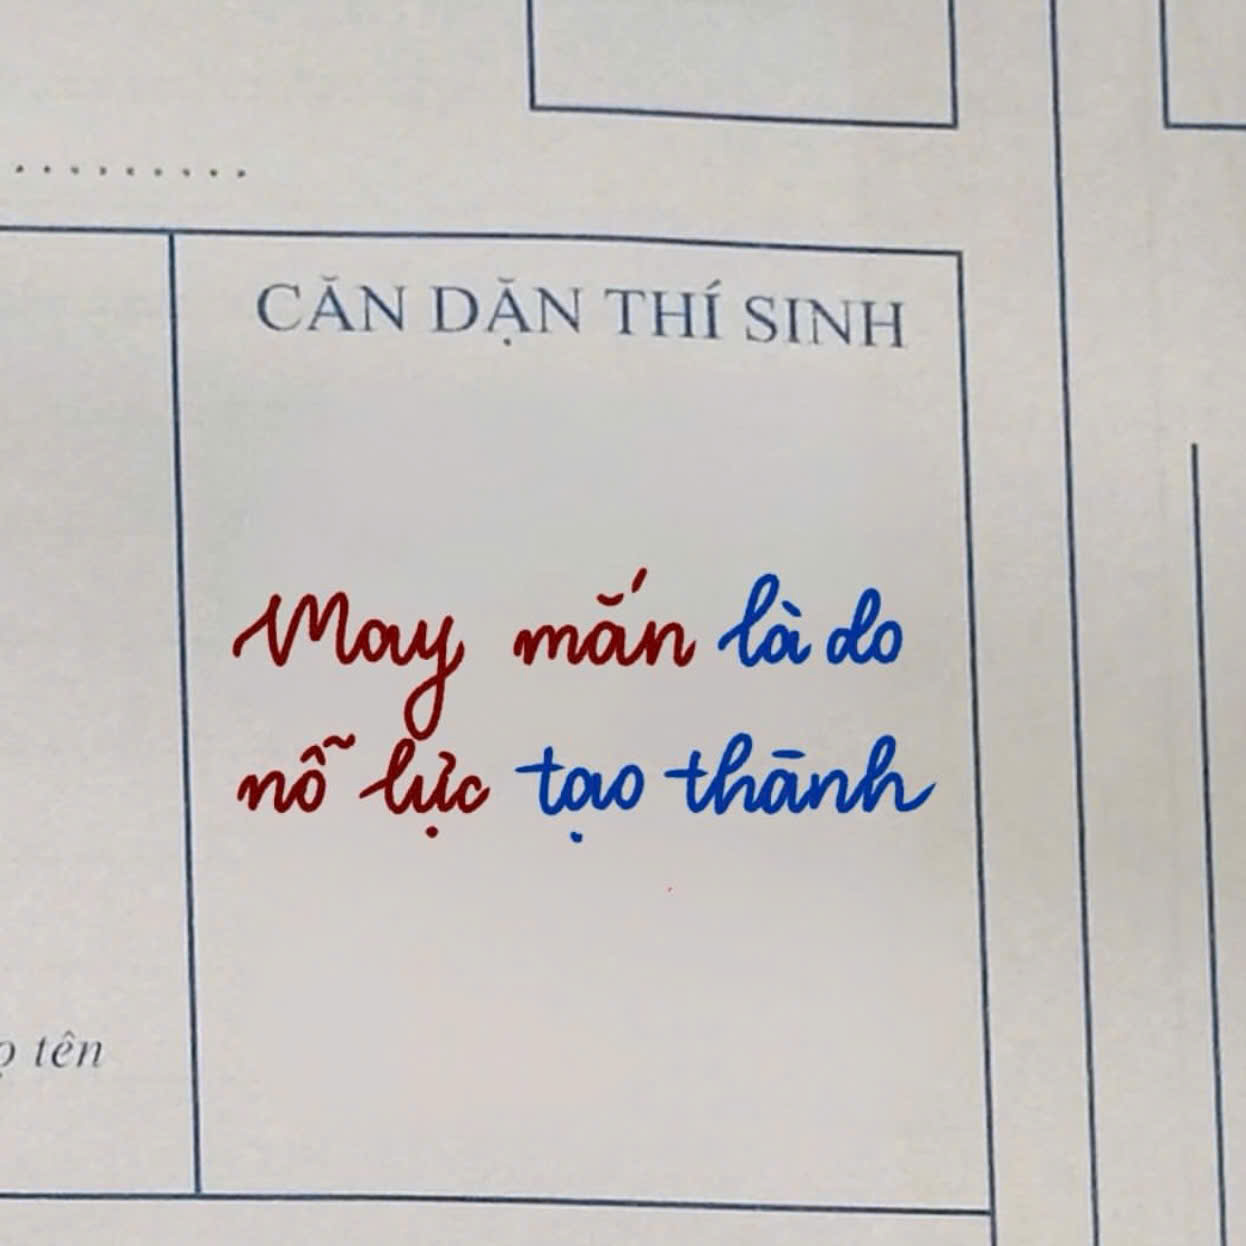 ..........
CĂN DẶN THÍ SINH
May mắn là do
nỗ lực tạo thành
tên